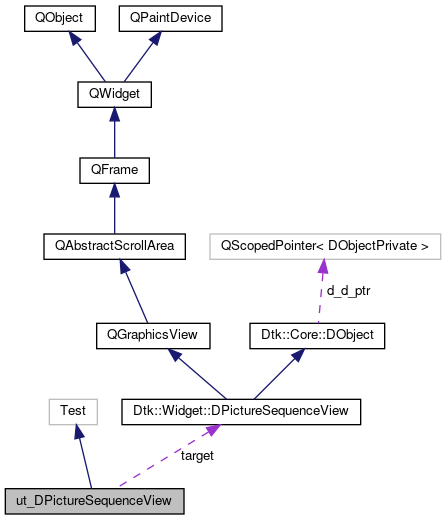 QObject
QPaintDevice
QWidget
QFrame
QAbstractScrollArea
QScopedPointer< DObjectPrivate >
d_d_ptr
QGraphicsView
Dtk::Core::DObject
Test
Dtk::Widget::DPictureSequenceView
target
ut_DPictureSequenceView